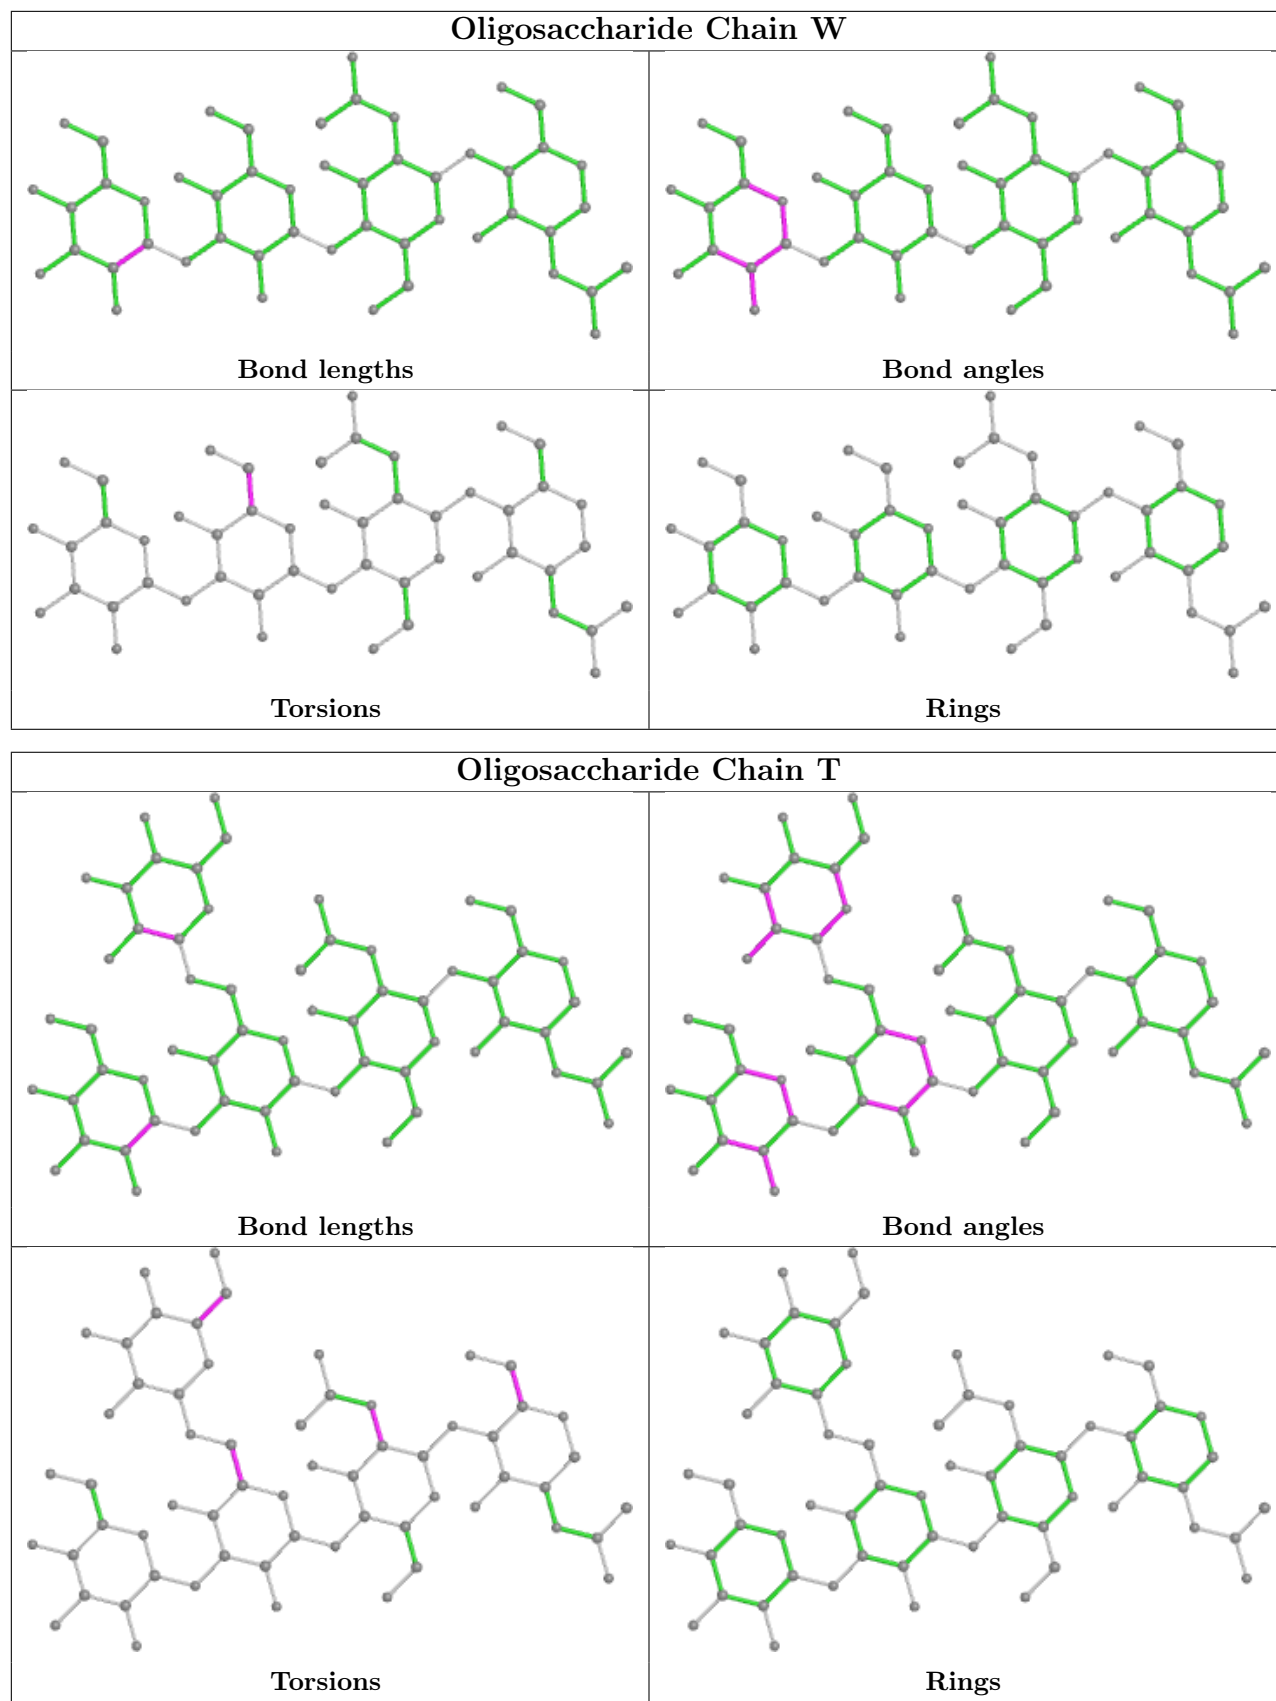 Oligosaccharide Chain W
Bond lengths
Bond angles
Torsions
Rings
Oligosaccharide Chain T
Bond lengths
Bond angles
Torsions
Rings